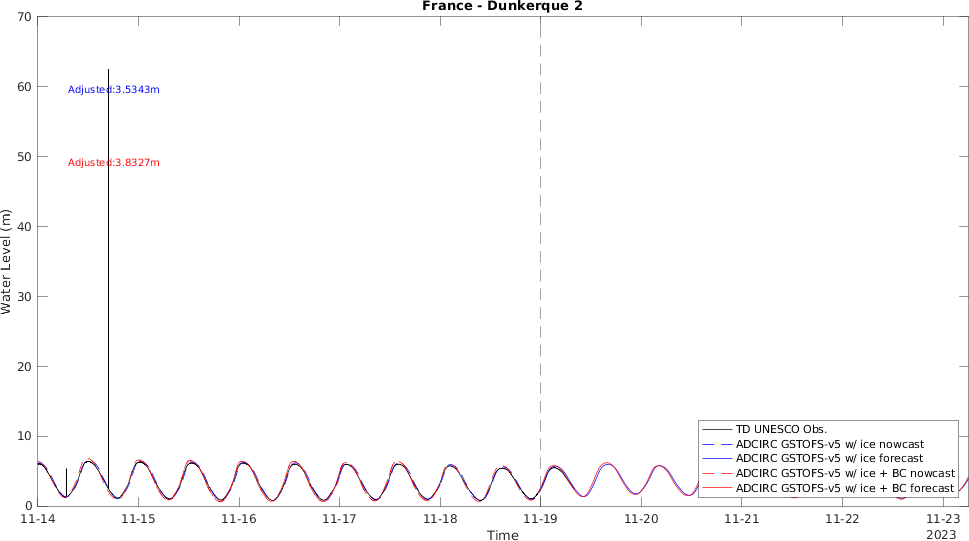 France - Dunkerque 2
70
60
50
40
30
20
10
0
Water Level (m)
Adjusted:3.5343m
Adjusted:3.8327m
TD UNESCO Obs.
ADCIRC GSTOFS-v5 w/ ice nowcast
ADCIRC GSTOFS-v5 w/ ice forecast
ADCIRC GSTOFS-v5 w/ ice + BC nowcast
ADCIRC GSTOFS-v5 w/ ice + BC forecast
11-14 11-15 11-16 11-17 11-18 11-19 11-20 11-21 11-22 11-23
Time
2023